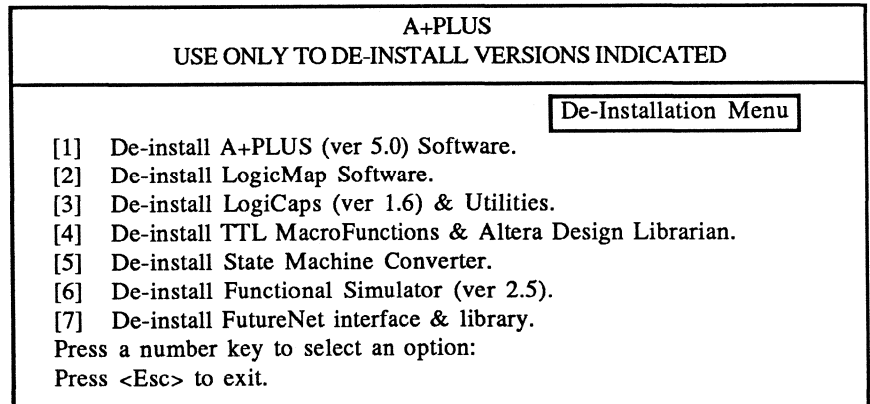 A+PLUS
USE ONLY TO DE-INSTALL VERSIONS INDICATED
De-Installation Menu
[1] De-install A+PLUS (ver 5.0) Software.
[2] De-install LogicMap Software.
[3] De-install LogiCaps (ver 1.6) & Utilities.
[4] De-install TTL MacroFunctions & Altera Design Librarian.
[5] De-install State Machine Converter.
[6] De-install Functional Simulator (ver 2.5).
[7] De-install FutureNet interface & library.
Press a number key to select an option:
Press <Esc> to exit.